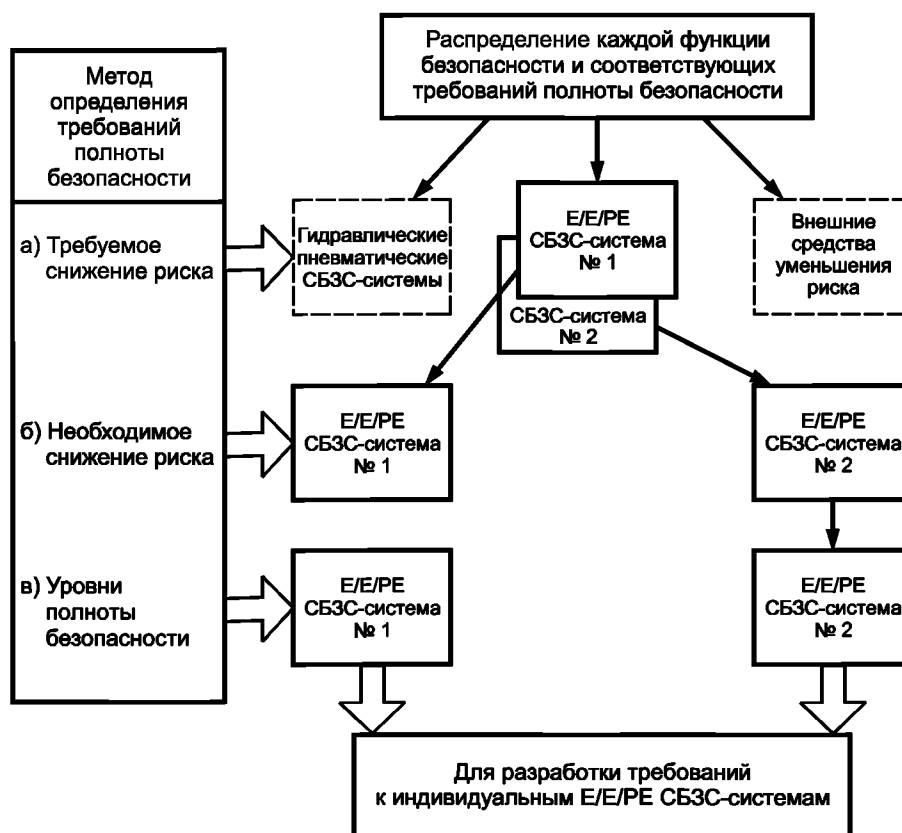 Распределение каждой функции
безопасности и соответствующих
требований полноты безопасности
Метод
определения
требований
полноты
безопасности
а) Требуемое
снижение риска
Гидравлические
пневматические
СБЗС-системы
E/E/PE
СБЗС-система
№ 1
СБЗС-система
№ 2
Внешние
средства
уменьшения
риска
б) Необходимое
снижение риска
E/E/PE
СБЗС-система
№ 1
E/E/PE
СБЗС-система
№ 2
в) Уровни
полноты
безопасности
E/E/PE
СБЗС-система
№ 1
E/E/PE
СБЗС-система
№ 2
Для разработки требований
к индивидуальным E/E/PE СБЗС-системам